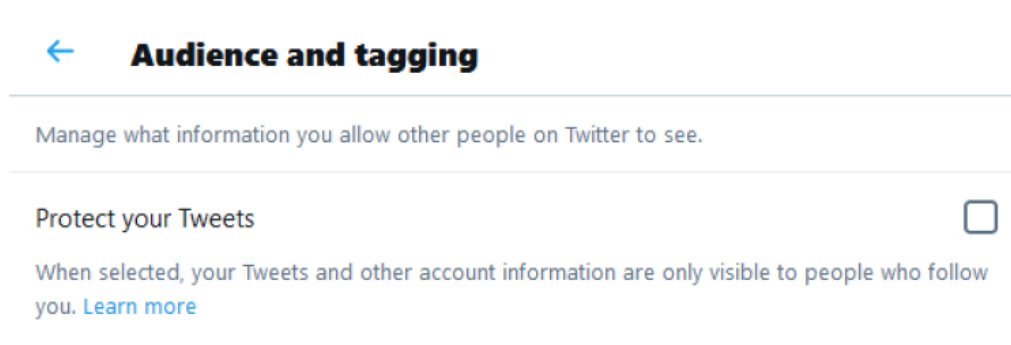 Audience and tagging
Manage what information you allow other people on Twitter to see.
Protect your Tweets
When selected, your Tweets and other account information are only visible to people who follow
you. Learn more